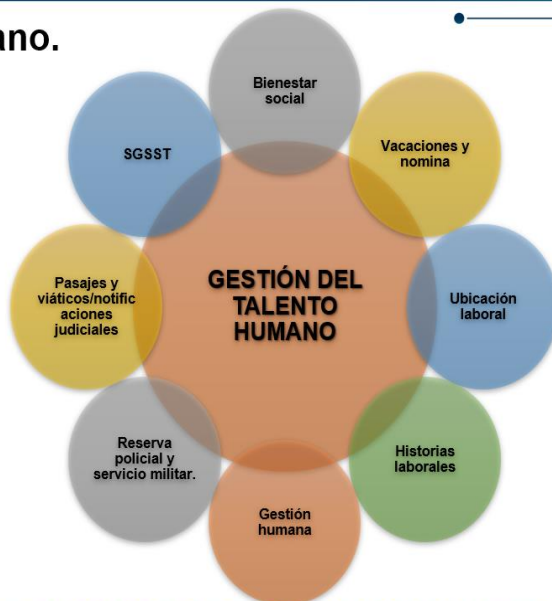 ano.
Bienestar
social
Vacaciones y
nomina
Ubicación
laboral
Historias
laborales
Gestión
humana
Reserva
policial y
servicio militar.
Pasajes y
viáticos/notific
aciones
judiciales
SGSST
GESTIÓN DEL
TALENTO
HUMANO